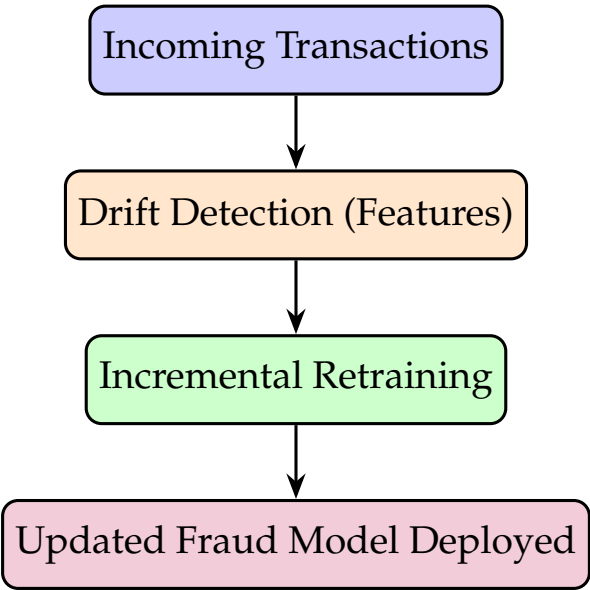 Incoming Transactions
Drift Detection (Features)
Incremental Retraining
Updated Fraud Model Deployed